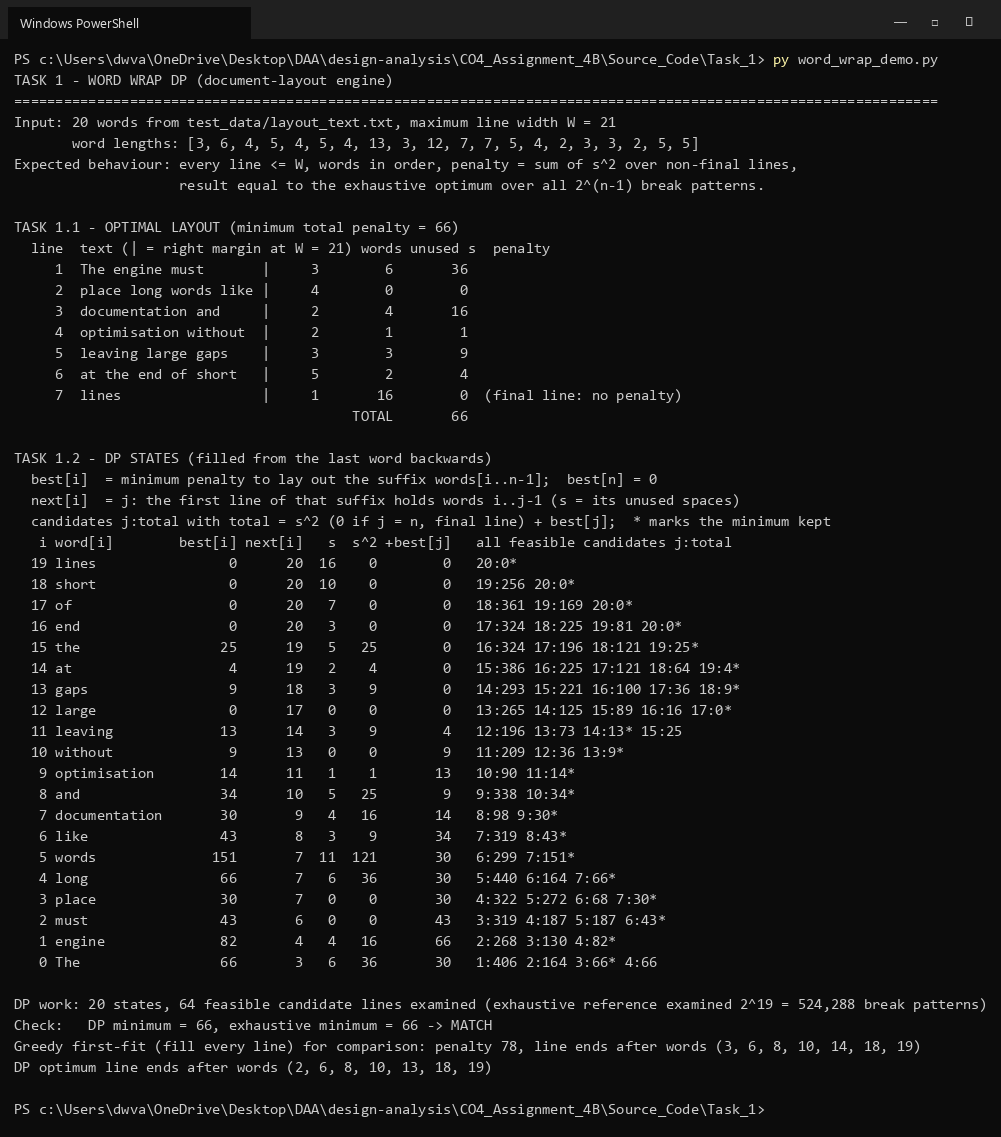 Windows PowerShell
PS c:\Users\dwva\OneDrive\Desktop\DAA\design-analysis\CO4_Assignment_4B\Source_Code\Task_1> py word_wrap_demo.py
TASK 1 - WORD WRAP DP (document-layout engine)
================================================================================================================
Input: 20 words from test_data/layout_text.txt, maximum line width W = 21
       word lengths: [3, 6, 4, 5, 4, 5, 4, 13, 3, 12, 7, 7, 5, 4, 2, 3, 3, 2, 5, 5]
Expected behaviour: every line <= W, words in order, penalty = sum of s^2 over non-final lines,
                    result equal to the exhaustive optimum over all 2^(n-1) break patterns.
TASK 1.1 - OPTIMAL LAYOUT (minimum total penalty = 66)
  line  text (| = right margin at W = 21) words unused s  penalty
     1  The engine must       |     3        6       36
     2  place long words like |     4        0        0
     3  documentation and     |     2        4       16
     4  optimisation without  |     2        1        1
     5  leaving large gaps    |     3        3        9
     6  at the end of short   |     5        2        4
     7  lines                 |     1       16        0  (final line: no penalty)
                                         TOTAL       66
TASK 1.2 - DP STATES (filled from the last word backwards)
  best[i]  = minimum penalty to lay out the suffix words[i..n-1];  best[n] = 0
  next[i]  = j: the first line of that suffix holds words i..j-1 (s = its unused spaces)
  candidates j:total with total = s^2 (0 if j = n, final line) + best[j];  * marks the minimum kept
   i word[i]        best[i] next[i]   s  s^2 +best[j]   all feasible candidates j:total
  19 lines                0      20  16    0        0   20:0*
  18 short                0      20  10    0        0   19:256 20:0*
  17 of                   0      20   7    0        0   18:361 19:169 20:0*
  16 end                  0      20   3    0        0   17:324 18:225 19:81 20:0*
  15 the                 25      19   5   25        0   16:324 17:196 18:121 19:25*
  14 at                   4      19   2    4        0   15:386 16:225 17:121 18:64 19:4*
  13 gaps                 9      18   3    9        0   14:293 15:221 16:100 17:36 18:9*
  12 large                0      17   0    0        0   13:265 14:125 15:89 16:16 17:0*
  11 leaving             13      14   3    9        4   12:196 13:73 14:13* 15:25
  10 without              9      13   0    0        9   11:209 12:36 13:9*
   9 optimisation        14      11   1    1       13   10:90 11:14*
   8 and                 34      10   5   25        9   9:338 10:34*
   7 documentation       30       9   4   16       14   8:98 9:30*
   6 like                43       8   3    9       34   7:319 8:43*
   5 words              151       7  11  121       30   6:299 7:151*
   4 long                66       7   6   36       30   5:440 6:164 7:66*
   3 place               30       7   0    0       30   4:322 5:272 6:68 7:30*
   2 must                43       6   0    0       43   3:319 4:187 5:187 6:43*
   1 engine              82       4   4   16       66   2:268 3:130 4:82*
   0 The                 66       3   6   36       30   1:406 2:164 3:66* 4:66
DP work: 20 states, 64 feasible candidate lines examined (exhaustive reference examined 2^19 = 524,288 break patterns)
Check:   DP minimum = 66, exhaustive minimum = 66 -> MATCH
Greedy first-fit (fill every line) for comparison: penalty 78, line ends after words (3, 6, 8, 10, 14, 18, 19)
DP optimum line ends after words (2, 6, 8, 10, 13, 18, 19)
PS c:\Users\dwva\OneDrive\Desktop\DAA\design-analysis\CO4_Assignment_4B\Source_Code\Task_1>